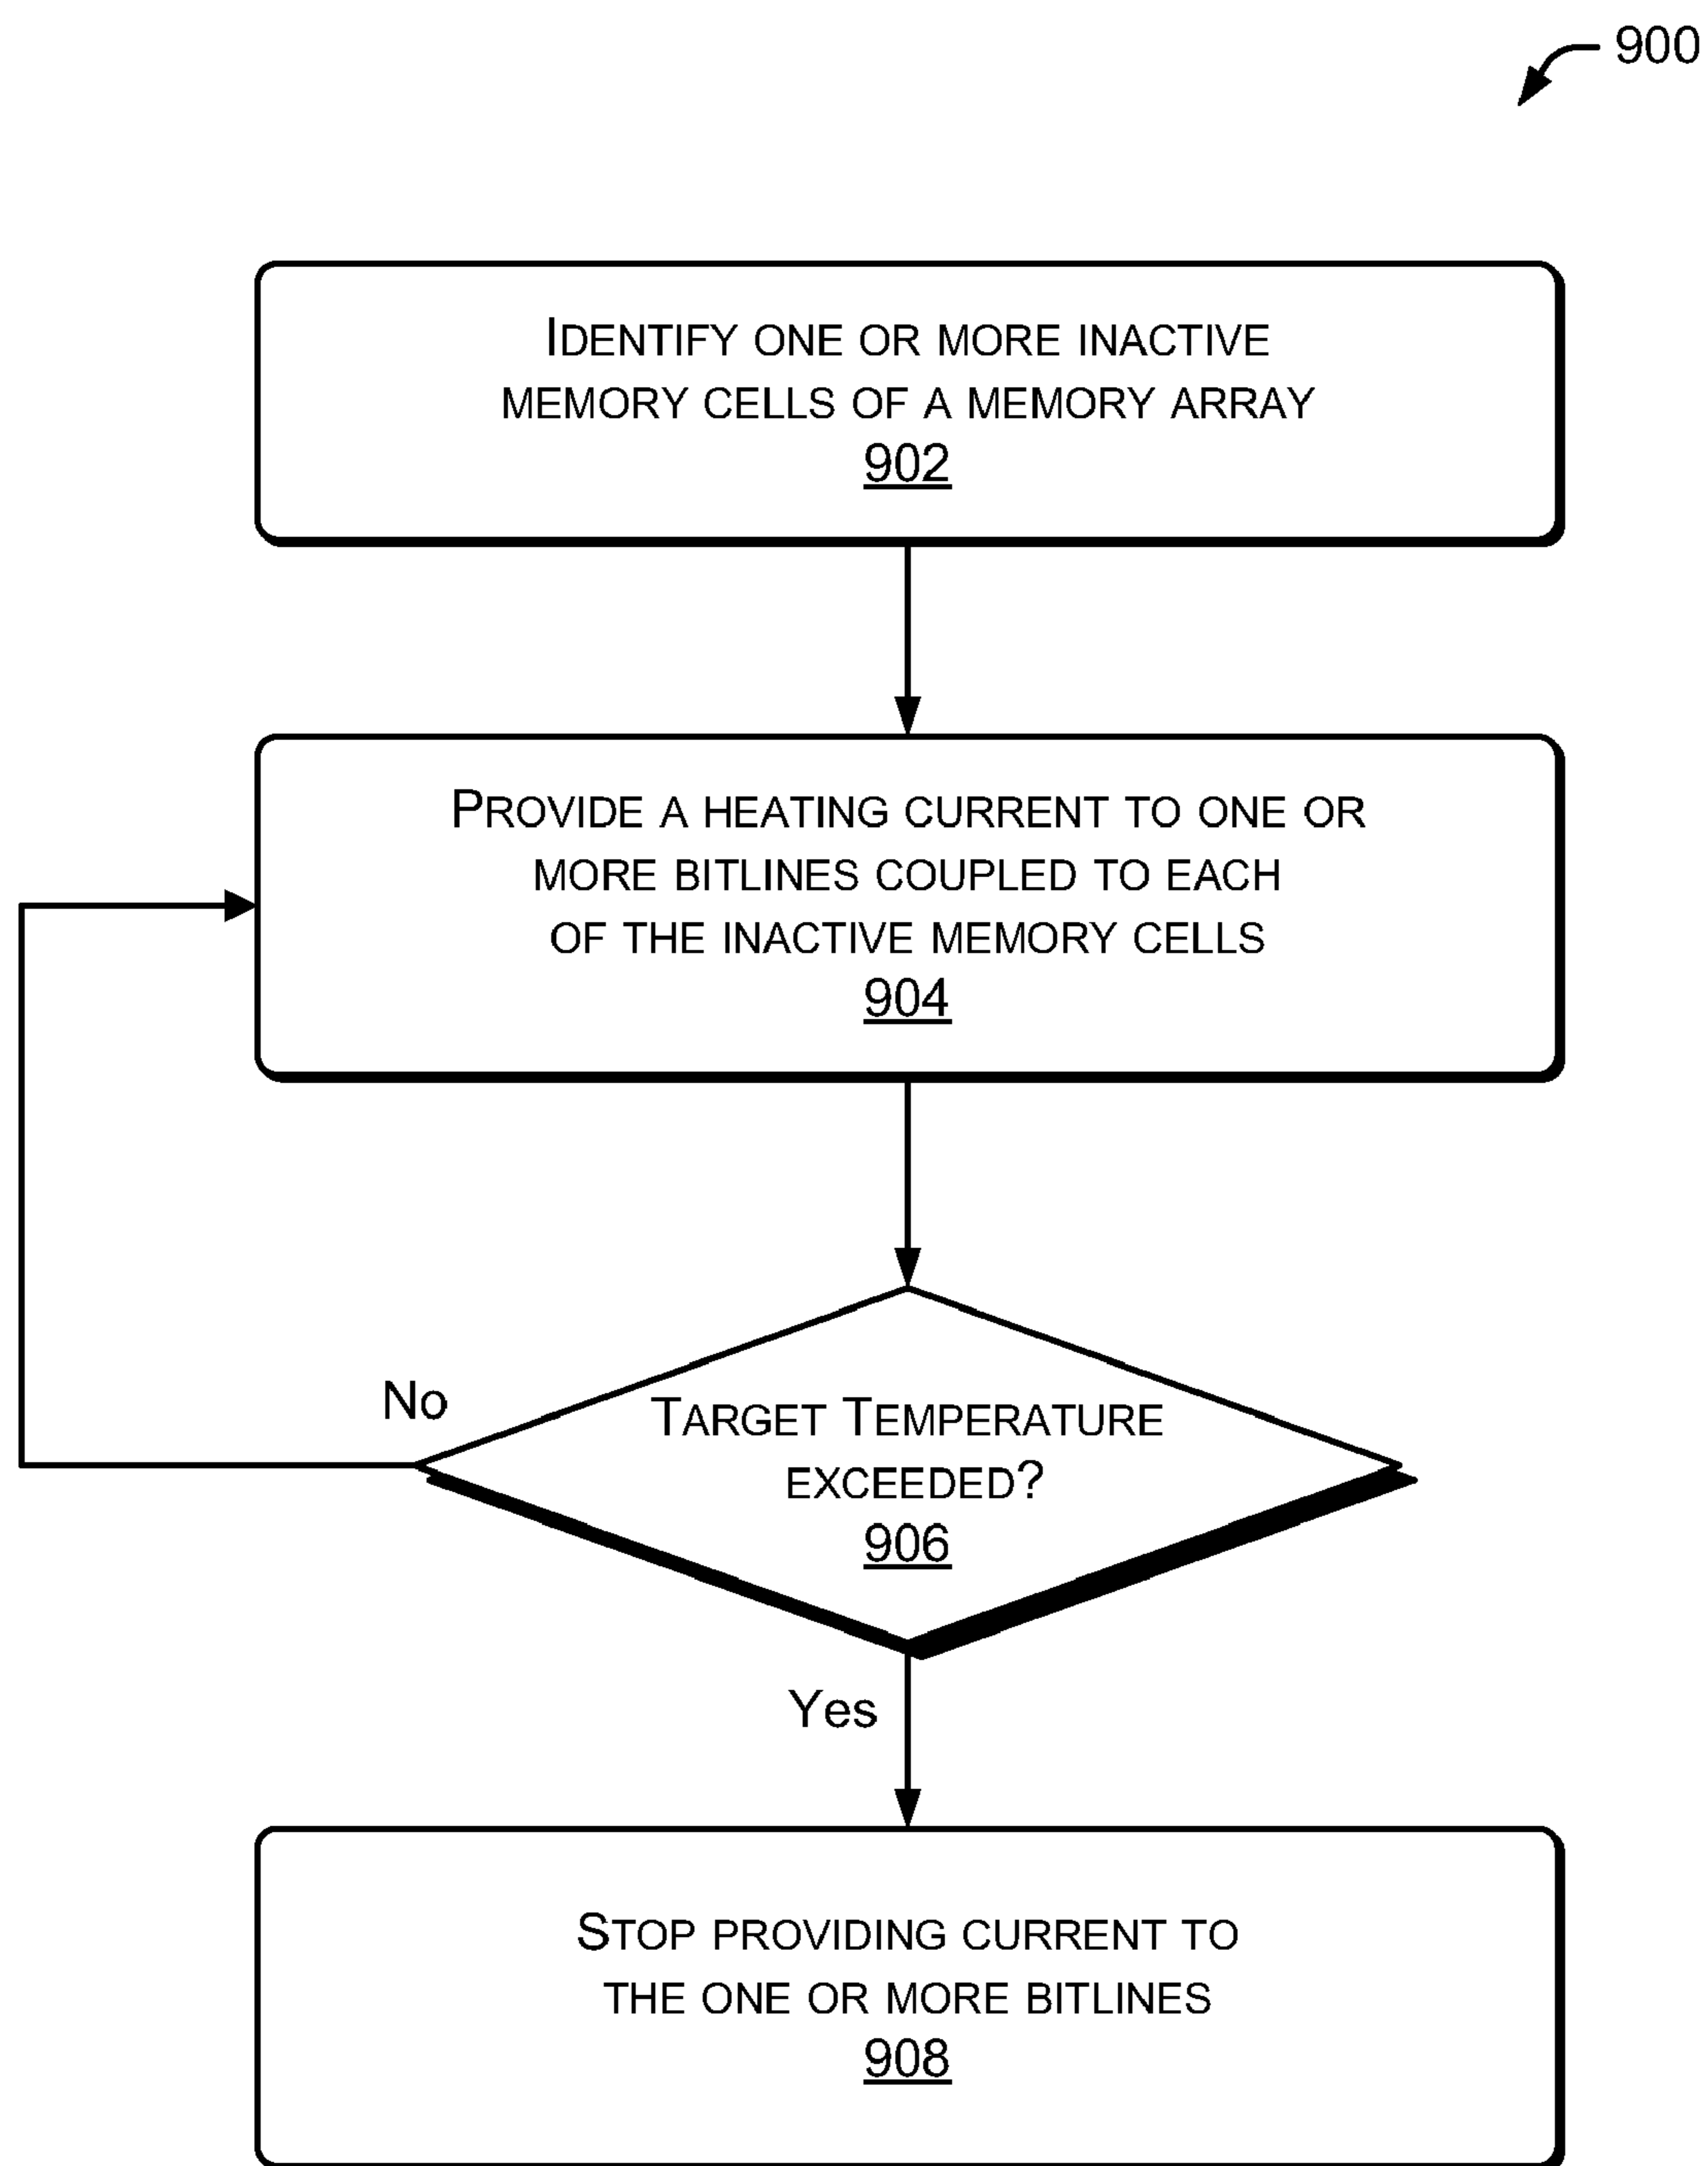 900
Identify one or more inactive
memory cells of a memory array
902
Provide a heating current to one or
more bitlines coupled to each
of the inactive memory cells
904
No
Target Temperature
exceeded?
906
Yes
Stop providing current to
the one or more bitlines
908